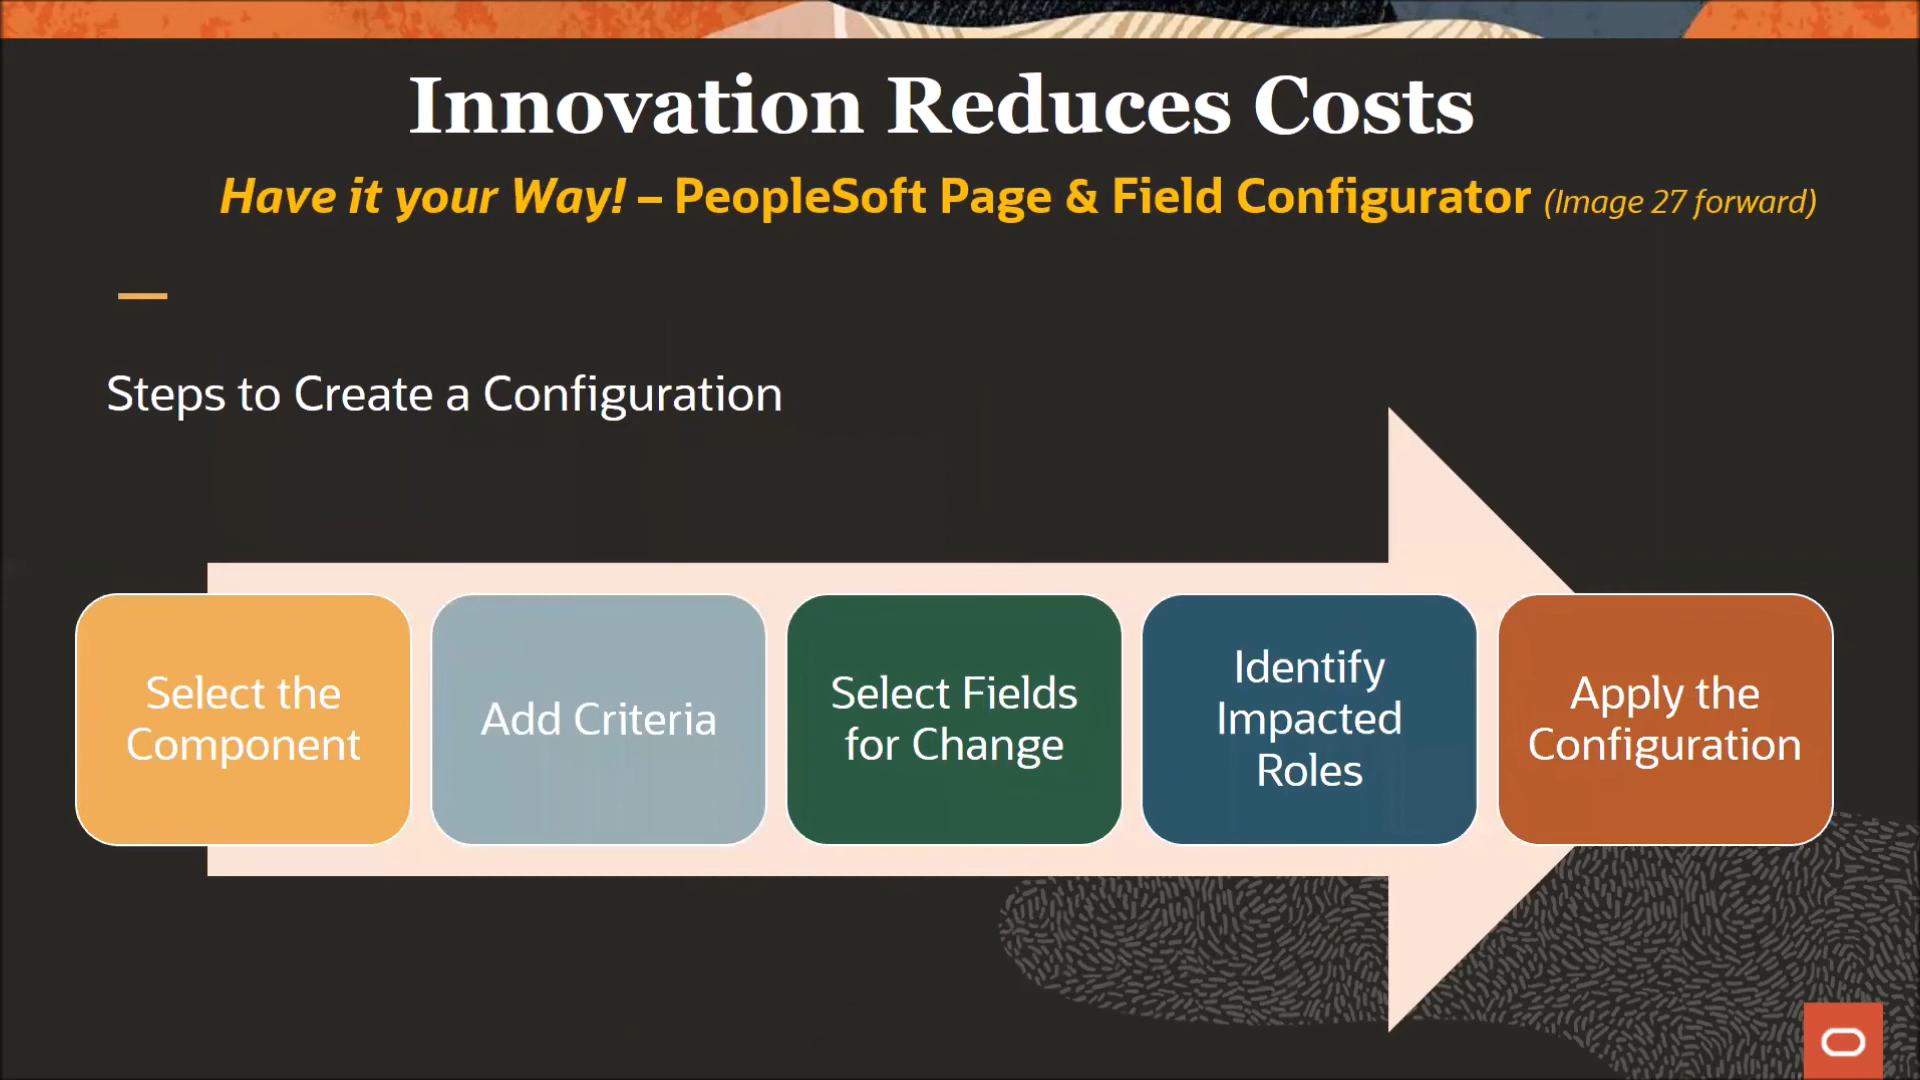 Innovation Reduces Costs
Have it your Way! – PeopleSoft Page & Field Configurator (Image 27 forward)
Steps to Create a Configuration
Select the
Component
Add Criteria
Select Fields
for Change
Identify
Impacted
Roles
Apply the
Configuration